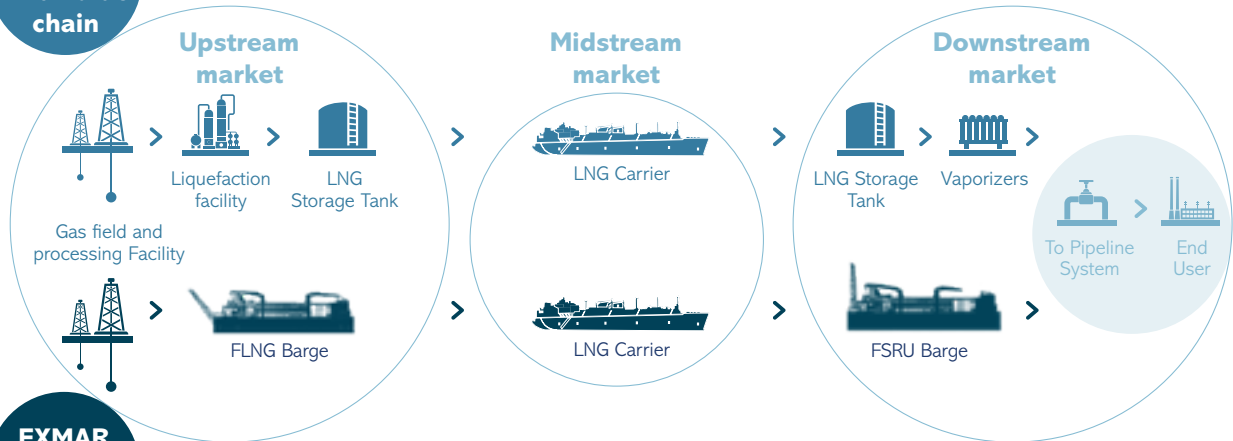 chain
Upstream
market
Midstream
market
Downstream
market
Liquefaction
facility
LNG
Storage Tank
LNG Carrier
LNG Storage
Tank
Vaporizers
Gas field and
processing Facility
To Pipeline
System
End
User
FLNG Barge
LNG Carrier
FSRU Barge
EXMAR